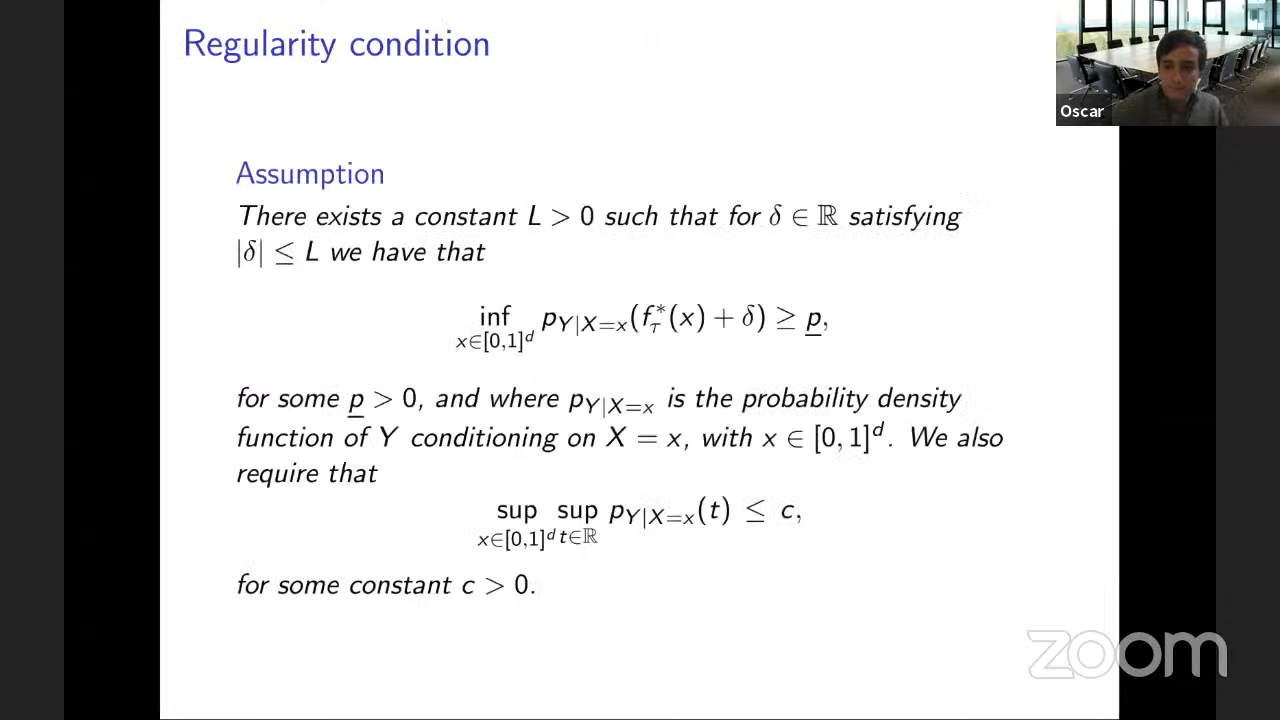 Regularity condition
Oscar
Assumption
There exists a constant L > 0 such that for δ ∈ ℝ satisfying
|δ| ≤ L we have that
inf p_{Y|X=x}(f*_τ(x) + δ) ≥ p̲,
x∈[0,1]^d
for some p̲ > 0, and where p_{Y|X=x} is the probability density
function of Y conditioning on X = x, with x ∈ [0, 1]^d. We also
require that
sup sup p_{Y|X=x}(t) ≤ c,
x∈[0,1]^d t∈ℝ
for some constant c > 0.
zoom